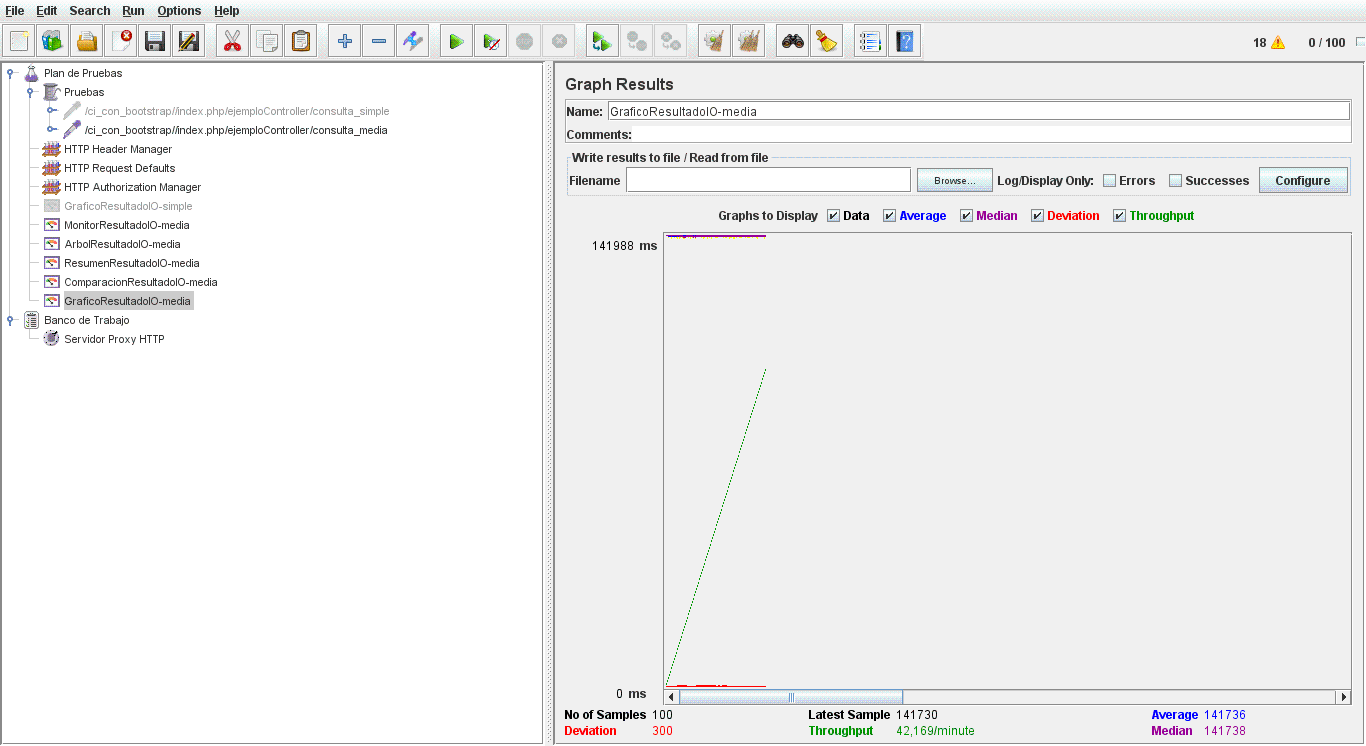 File Edit Search Run Options Help
18 0 / 100
Plan de Pruebas
Pruebas
/ci_con_bootstrap//index.php/ejemploController/consulta_simple
/ci_con_bootstrap//index.php/ejemploController/consulta_media
HTTP Header Manager
HTTP Request Defaults
HTTP Authorization Manager
GraficoResultadoIO-simple
MonitorResultadoIO-media
ArbolResultadoIO-media
ResumenResultadoIO-media
ComparacionResultadoIO-media
GraficoResultadoIO-media
Banco de Trabajo
Servidor Proxy HTTP
Graph Results
Name: GraficoResultadoIO-media
Comments:
Write results to file / Read from file
Filename Browse... Log/Display Only: Errors Successes Configure
Graphs to Display Data Average Median Deviation Throughput
141988 ms
0 ms
No of Samples 100 Latest Sample 141730 Average 141736
Deviation 300 Throughput 42,169/minute Median 141738